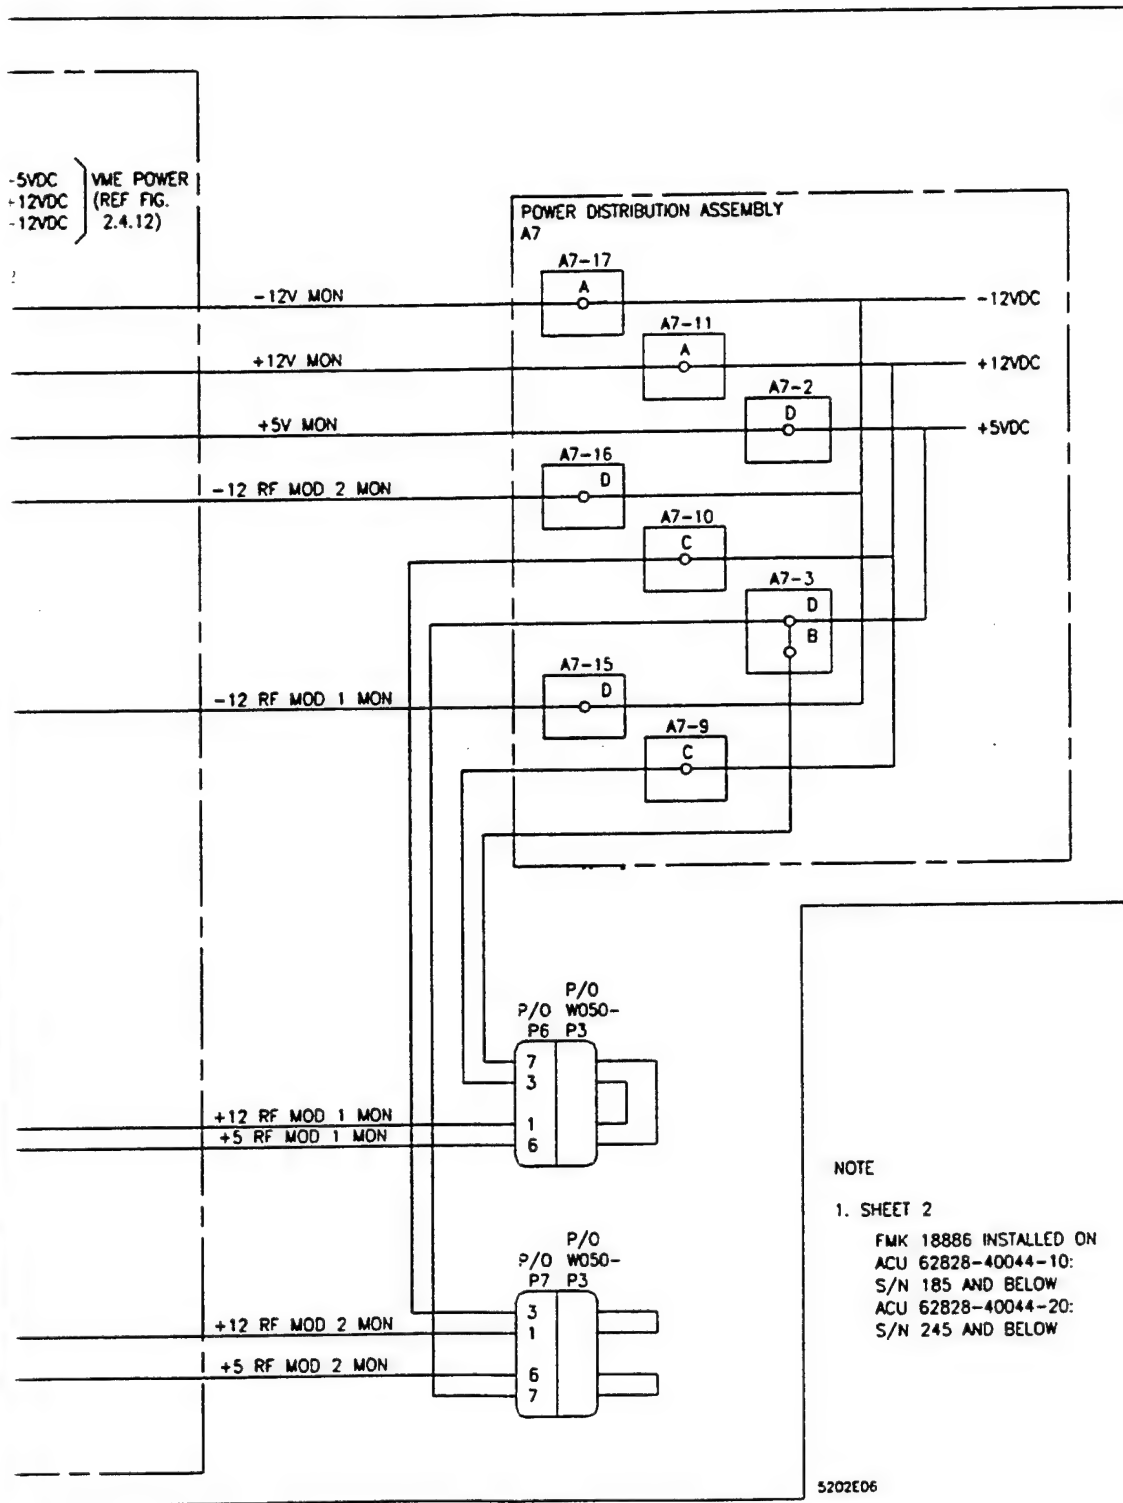 -5VDC
+12VDC
-12VDC
VME POWER
(REF FIG.
2.4.12)
POWER DISTRIBUTION ASSEMBLY
A7
A7-17
A
-12V MON
-12VDC
A7-11
A
+12V MON
+12VDC
A7-2
D
+5V MON
+5VDC
A7-16
D
-12 RF MOD 2 MON
A7-10
C
A7-3
D
B
A7-15
D
-12 RF MOD 1 MON
A7-9
C
P/O
P/O W050-
P6 P3
7
3
+12 RF MOD 1 MON
1
+5 RF MOD 1 MON
6
P/O
P/O W050-
P7 P3
3
+12 RF MOD 2 MON
1
+5 RF MOD 2 MON
6
7
NOTE
1. SHEET 2
FMK 18886 INSTALLED ON
ACU 62828-40044-10:
S/N 185 AND BELOW
ACU 62828-40044-20:
S/N 245 AND BELOW
5202E06